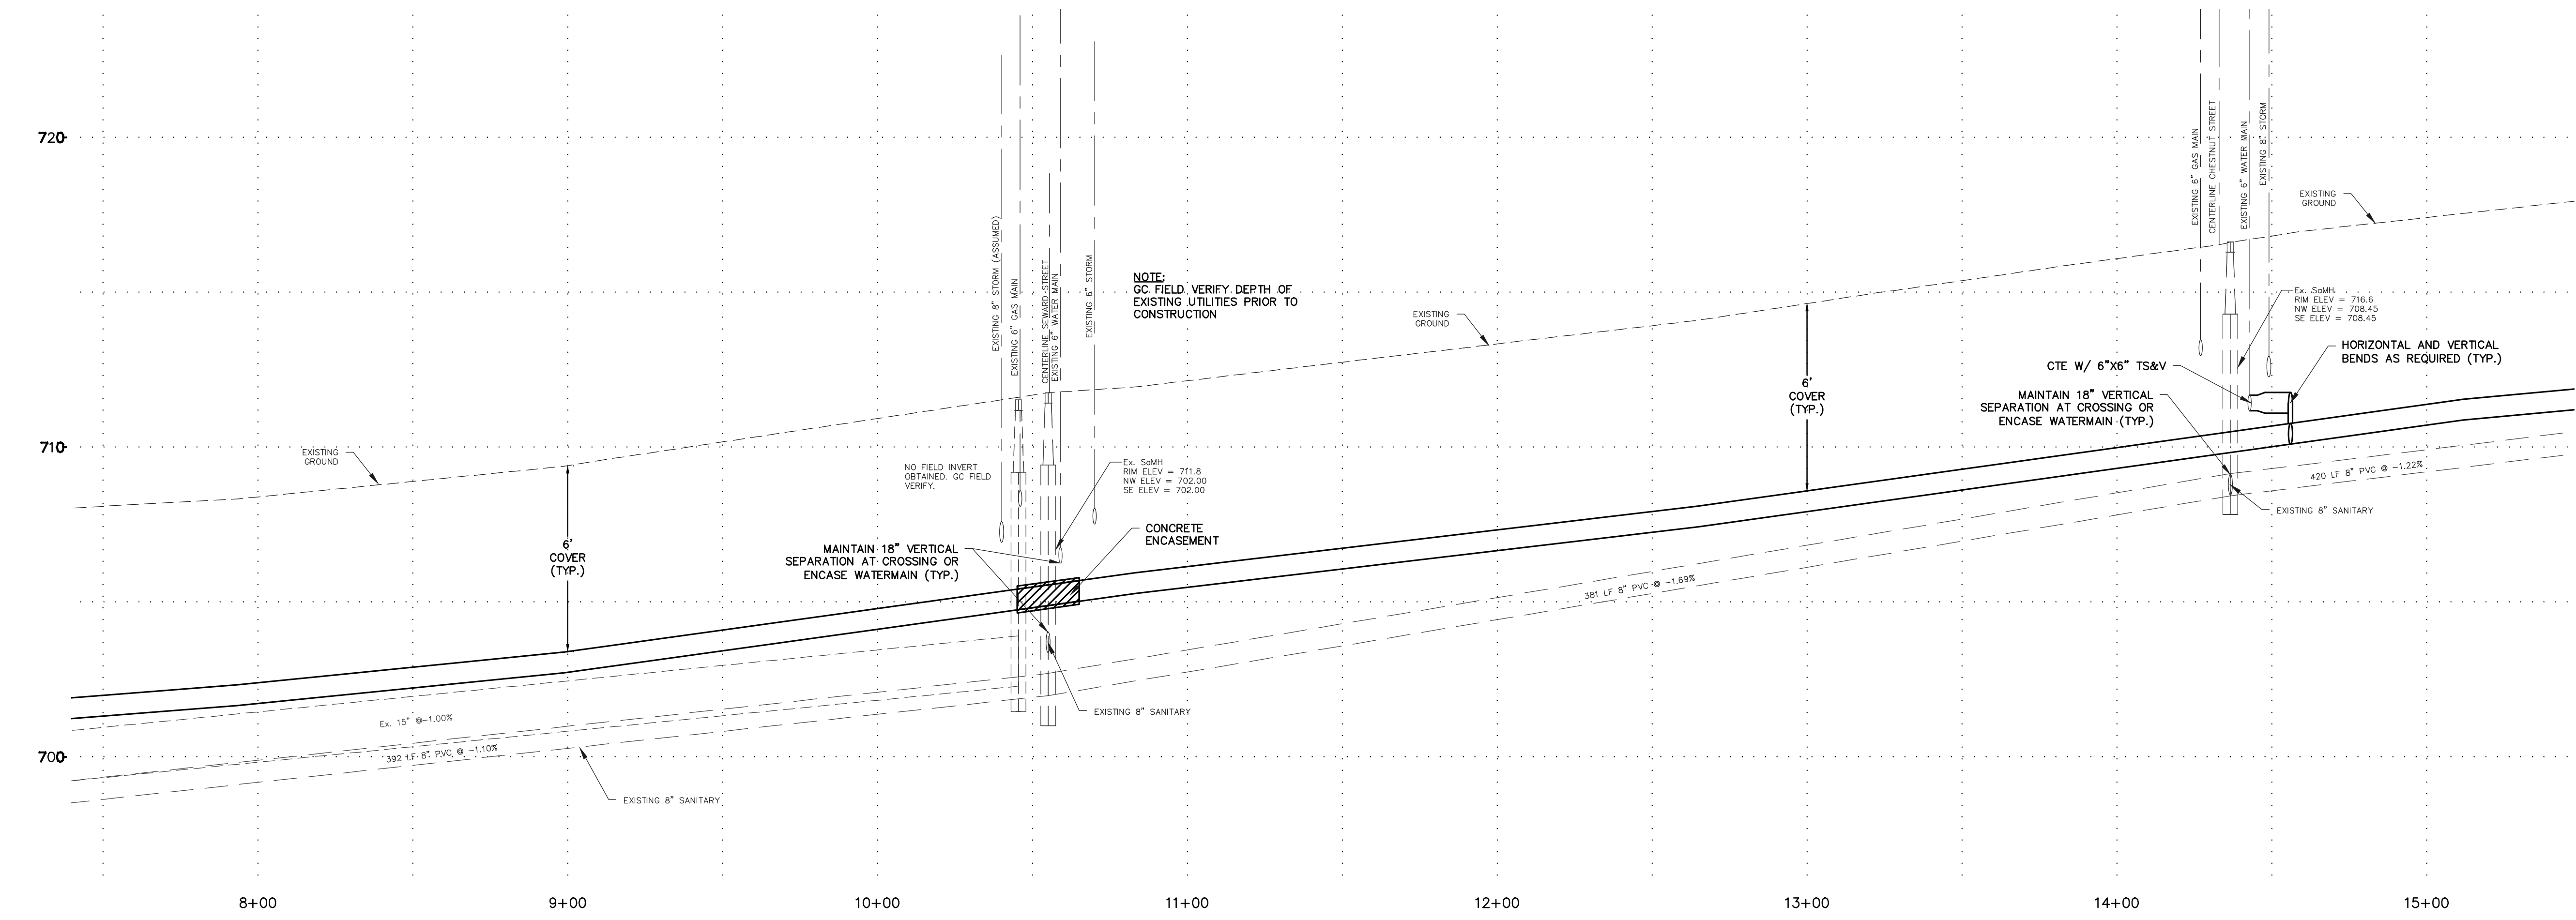 720
710
700
EXISTING 8" STORM (ASSUMED)
EXISTING 6" GAS MAIN
CENTERLINE SEWARD STREET
EXISTING 6" WATER MAIN
EXISTING 6" STORM
NOTE:
GC FIELD VERIFY DEPTH OF
EXISTING UTILITIES PRIOR TO
CONSTRUCTION
EXISTING 6" GAS MAIN
CENTERLINE CHESTNUT STREET
EXISTING 6" WATER MAIN
EXISTING 8" STORM
EXISTING
GROUND
Ex. SaMH
RIM ELEV = 716.6
NW ELEV = 708.45
SE ELEV = 708.45
EXISTING
GROUND
HORIZONTAL AND VERTICAL
BENDS AS REQUIRED (TYP.)
CTE W/ 6"X6" TS&V
MAINTAIN 18" VERTICAL
SEPARATION AT CROSSING OR
ENCASE WATERMAIN (TYP.)
6'
COVER
(TYP.)
EXISTING
GROUND
NO FIELD INVERT
OBTAINED. GC FIELD
VERIFY.
Ex. SaMH
RIM ELEV = 711.8
NW ELEV = 702.00
SE ELEV = 702.00
420 LF 8" PVC @ -1.22%
EXISTING 8" SANITARY
CONCRETE
ENCASEMENT
MAINTAIN 18" VERTICAL
SEPARATION AT CROSSING OR
ENCASE WATERMAIN (TYP.)
6'
COVER
(TYP.)
381 LF 8" PVC @ -1.69%
EXISTING 8" SANITARY
Ex. 15" @ -1.00%
392 LF 8" PVC @ -1.10%
EXISTING 8" SANITARY
8+00
9+00
10+00
11+00
12+00
13+00
14+00
15+00